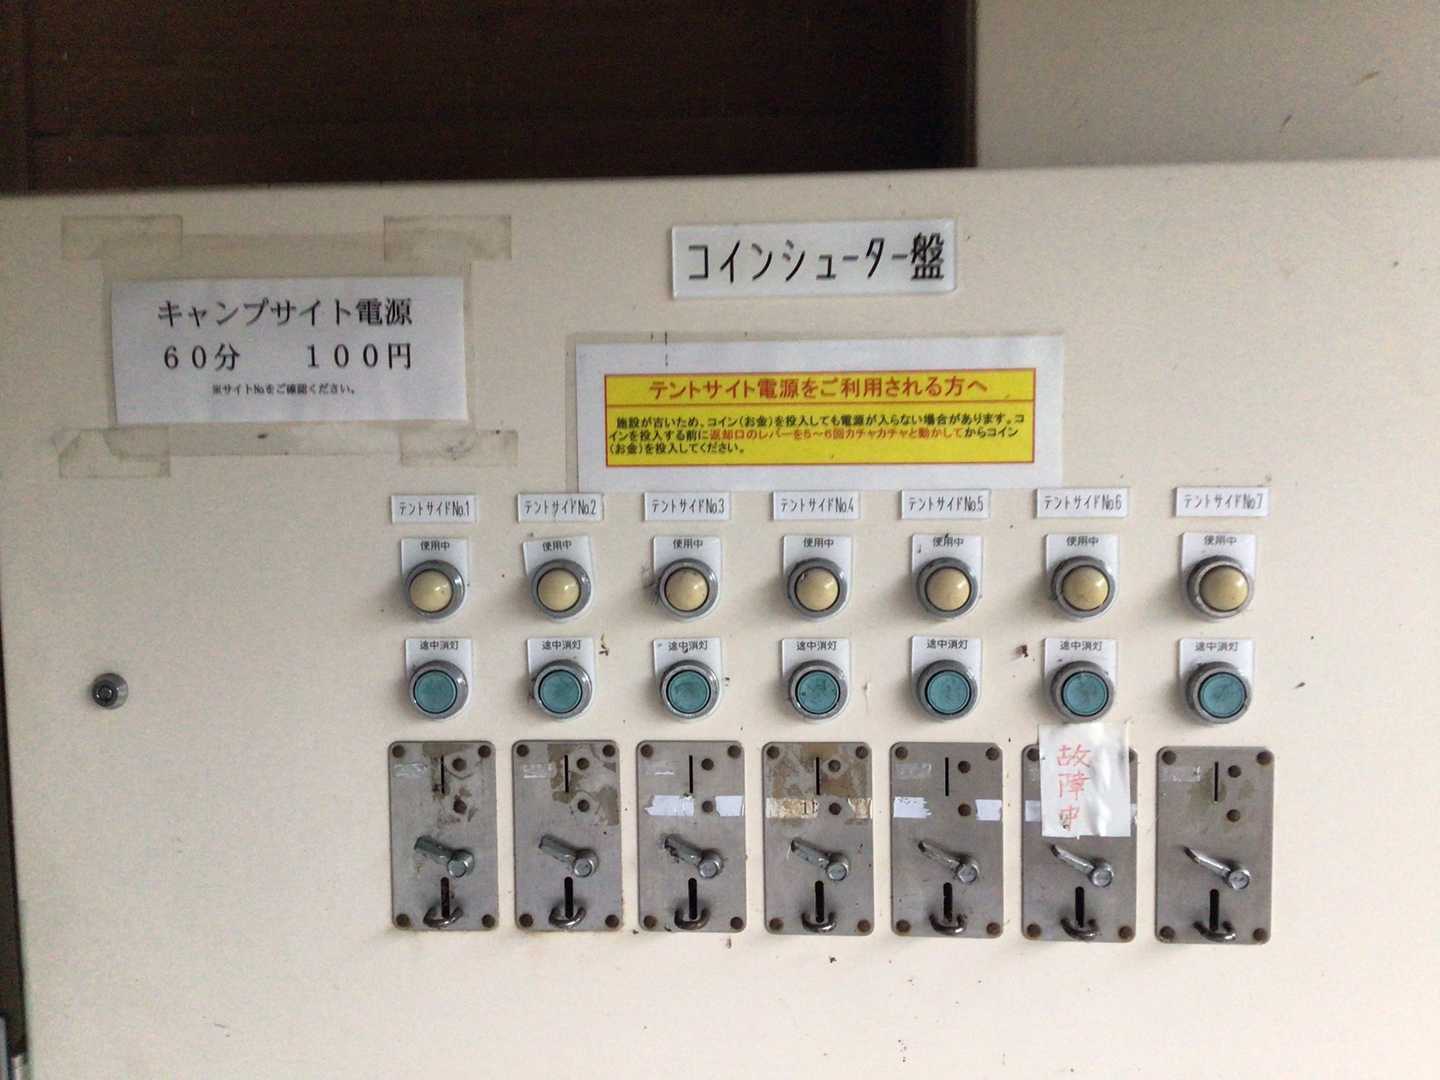 コインシューター盤
キャンプサイト電源
60分 100円
※サイト№をご確認ください。
テントサイト電源をご利用される方へ
施設が古いため、コイン(お金)を投入しても電源が入らない場合があります。コ
インを投入する前に返却口のレバーを5～6回カチャカチャと動かしてからコイン
(お金)を投入してください。
テントサイドNo.1
テントサイドNo.2
テントサイドNo.3
テントサイドNo.4
テントサイドNo.5
テントサイドNo.6
テントサイドNo.7
使用中
使用中
使用中
使用中
使用中
使用中
使用中
途中消灯
途中消灯
途中消灯
途中消灯
途中消灯
途中消灯
途中消灯
故
障
中